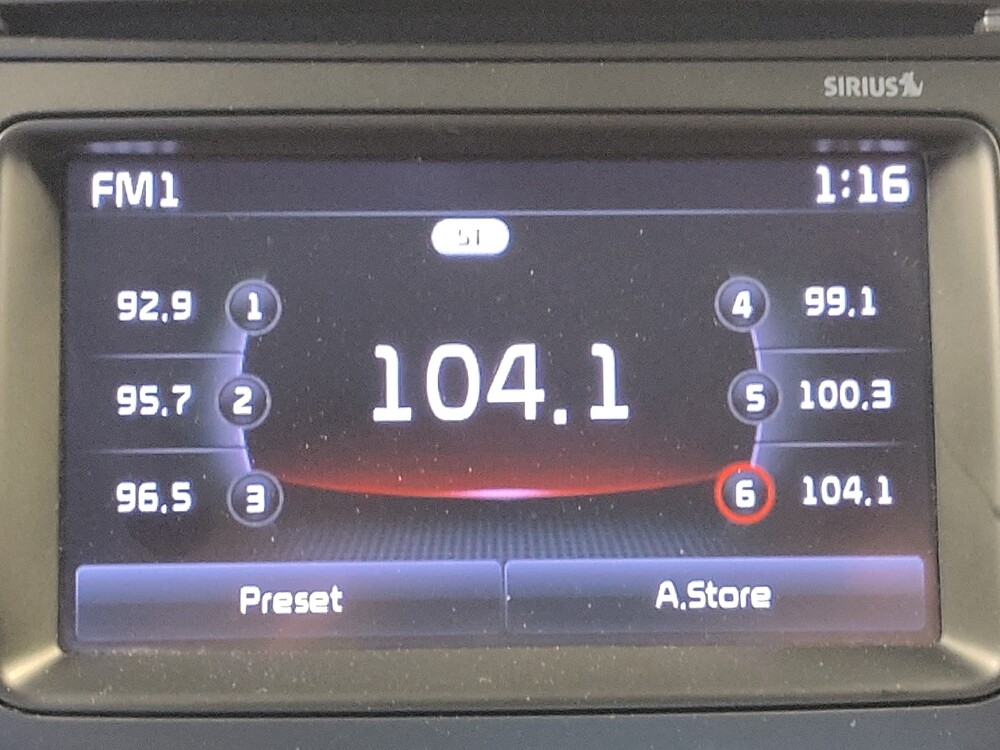 SIRIUS
FM1 1:16
ST
92.9 1 4 99.1
104.1
95.7 2 5 100.3
96.5 3 6 104.1
Preset A.Store